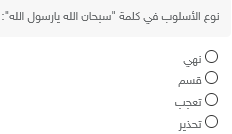 نوع الأسلوب في كلمة "سبحان الله يارسول الله":
نهي
قسم
تعجب
تحذير